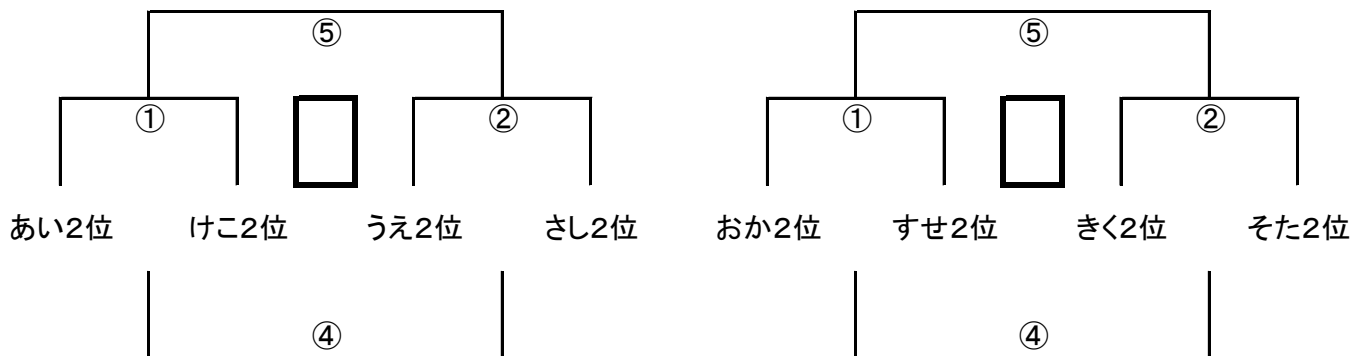 ⑤ ⑤
① ② ① ②
あい2位 けこ2位 うえ2位 さし2位 おか2位 すせ2位 きく2位 そた2位
④ ④